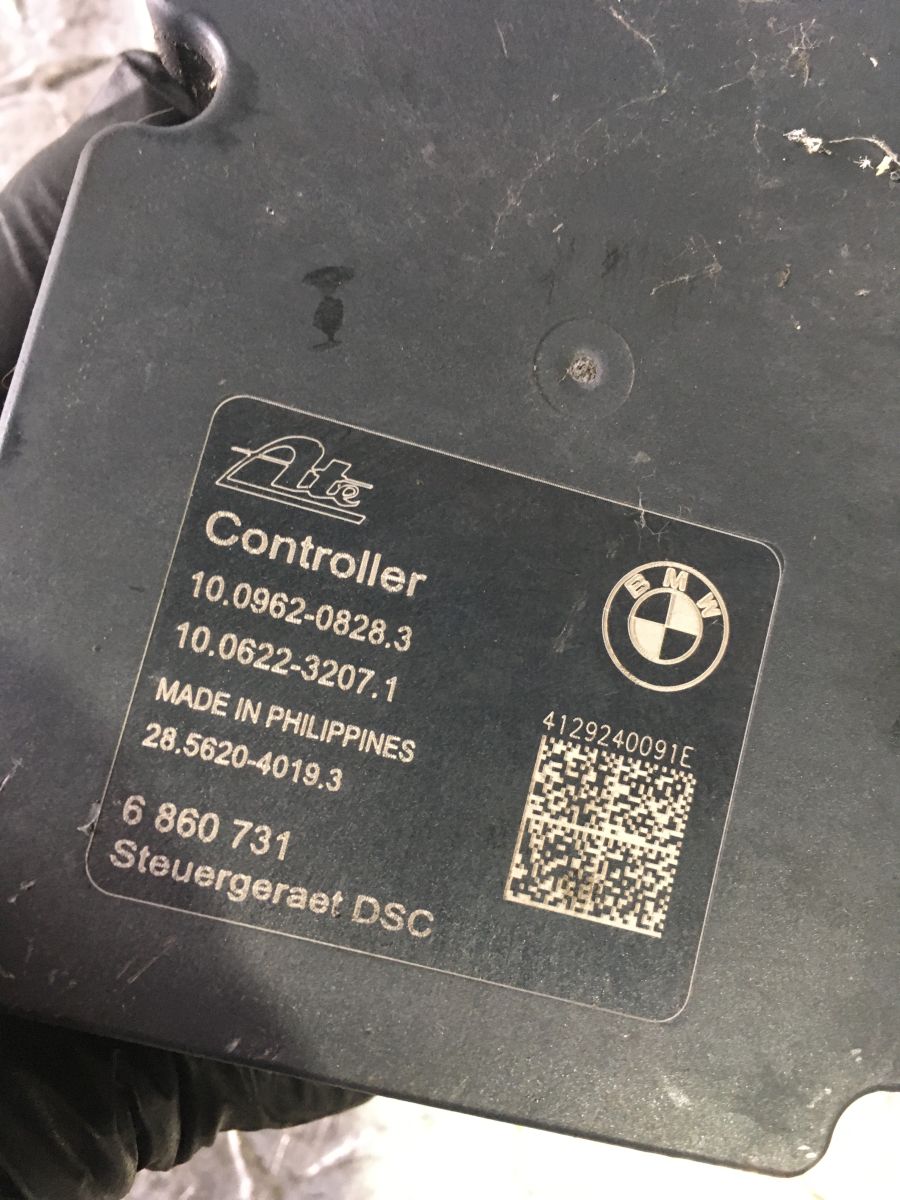 Ate
Controller
10.0962-0828.3
10.0622-3207.1
MADE IN PHILIPPINES
28.5620-4019.3
6 860 731
Steuergeraet DSC
BMW
4129240091E